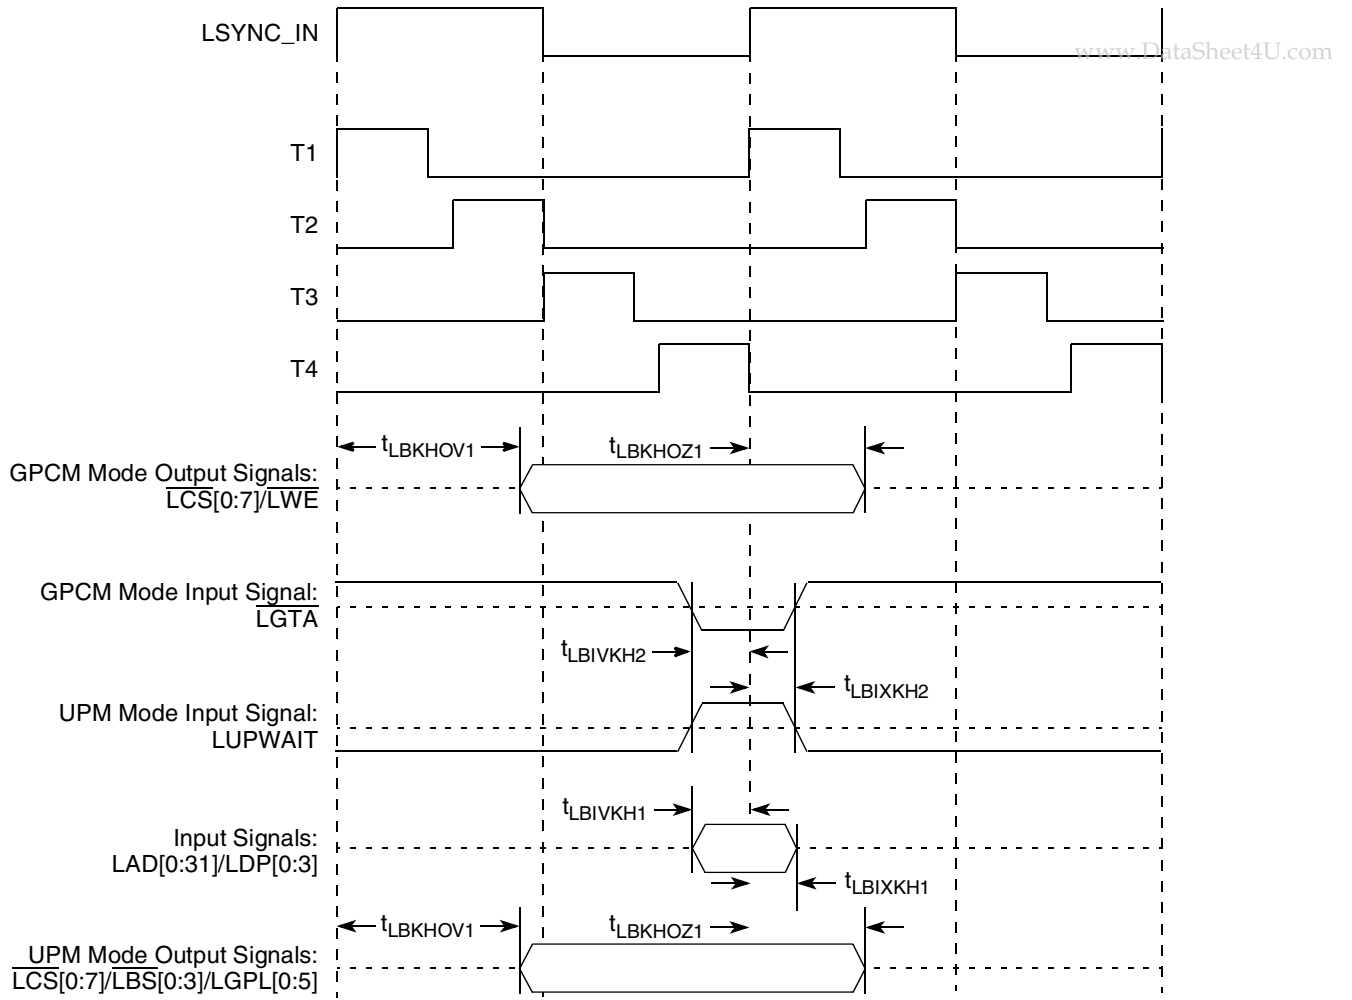 LSYNC_IN
www.DataSheet4U.com
T1
T2
T3
T4
tLBKHOV1
tLBKHOZ1
GPCM Mode Output Signals:
LCS[0:7]/LWE
GPCM Mode Input Signal:
LGTA
tLBIVKH2
tLBIXKH2
UPM Mode Input Signal:
LUPWAIT
tLBIVKH1
Input Signals:
LAD[0:31]/LDP[0:3]
tLBIXKH1
tLBKHOV1
tLBKHOZ1
UPM Mode Output Signals:
LCS[0:7]/LBS[0:3]/LGPL[0:5]